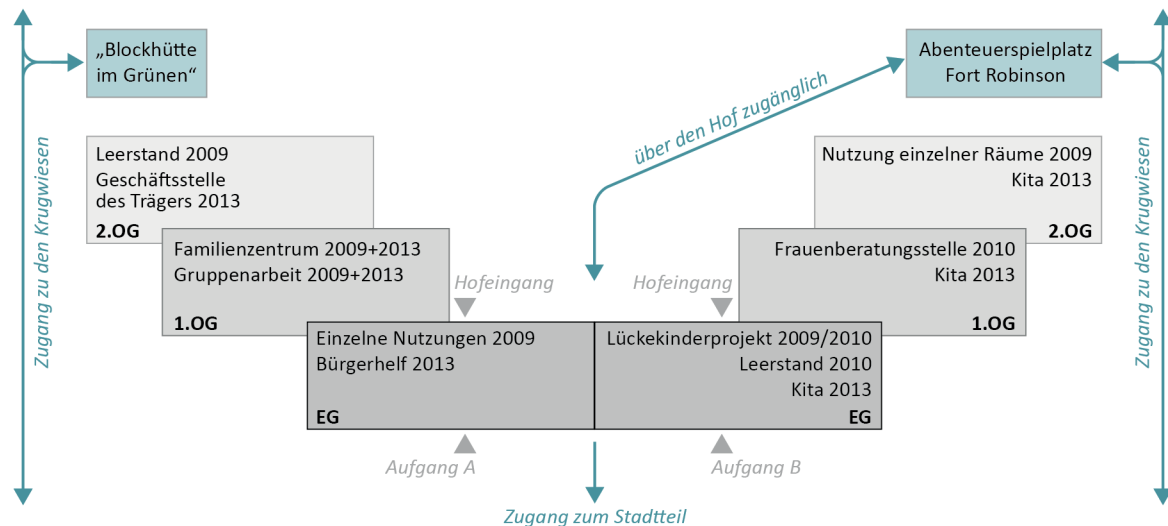 „Blockhütte
im Grünen“
Abenteuerspielplatz
Fort Robinson
über den Hof zugänglich
Zugang zu den Krugwiesen
Leerstand 2009
Geschäftsstelle
des Trägers 2013
2.OG
Nutzung einzelner Räume 2009
Kita 2013
2.OG
Zugang zu den Krugwiesen
Familienzentrum 2009+2013
Gruppenarbeit 2009+2013
1.OG
Frauenberatungsstelle 2010
Kita 2013
1.OG
Hofeingang
Hofeingang
Einzelne Nutzungen 2009
Bürgerhelf 2013
EG
Lückekinderprojekt 2009/2010
Leerstand 2010
Kita 2013
EG
Aufgang A
Aufgang B
Zugang zum Stadtteil